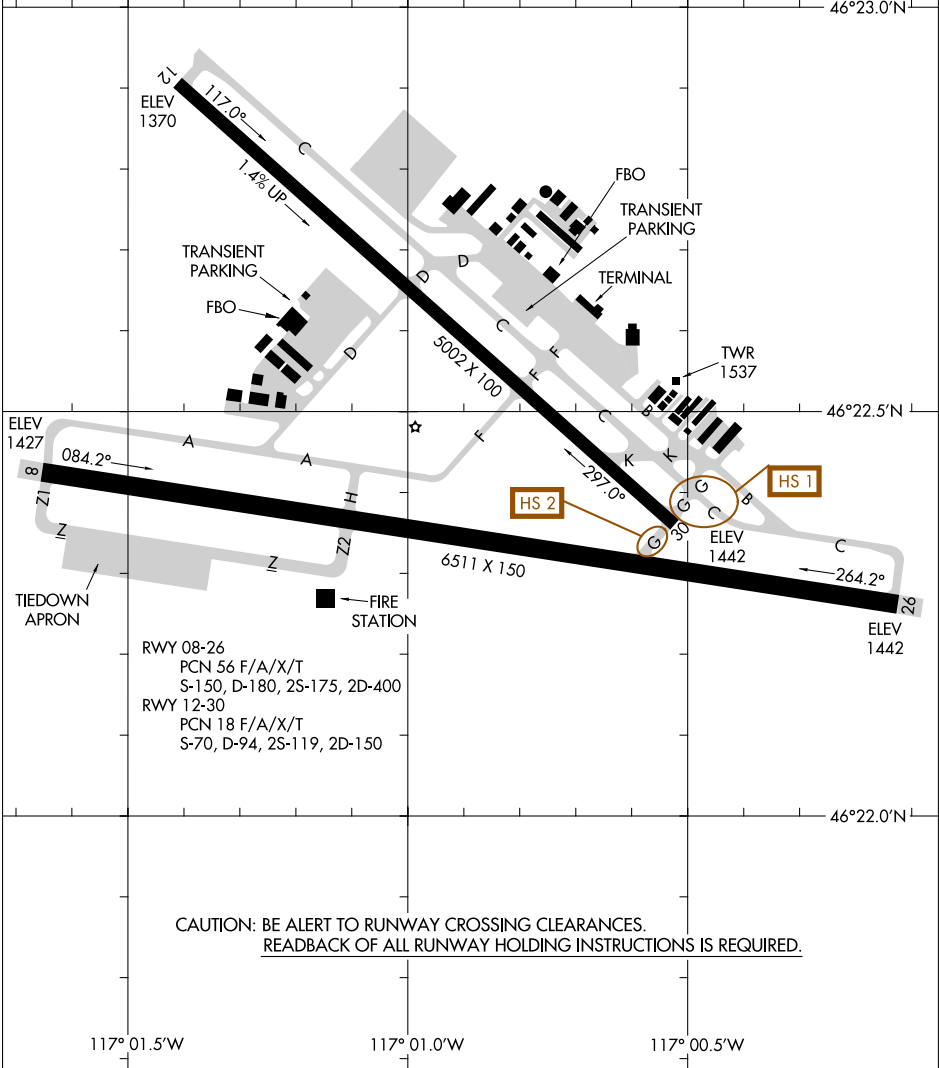 46°23.0'N
12
ELEV
1370
117.0°
C
1.4% UP
FBO
TRANSIENT
PARKING
TRANSIENT
PARKING
D
D
TERMINAL
FBO
C
5002 X 100
D
F
F
TWR
1537
46°22.5'N
ELEV
1427
A
A
F
C
B
K
K
8
084.2°
297.0°
HS 1
HS 2
G
G
B
C
Z1
H
30
ELEV
1442
G
Z
Z2
Z
6511 X 150
C
264.2°
26
TIEDOWN
APRON
FIRE
STATION
ELEV
1442
RWY 08-26
PCN 56 F/A/X/T
S-150, D-180, 2S-175, 2D-400
RWY 12-30
PCN 18 F/A/X/T
S-70, D-94, 2S-119, 2D-150
46°22.0'N
CAUTION: BE ALERT TO RUNWAY CROSSING CLEARANCES.
READBACK OF ALL RUNWAY HOLDING INSTRUCTIONS IS REQUIRED.
117° 01.5'W
117° 01.0'W
117° 00.5'W